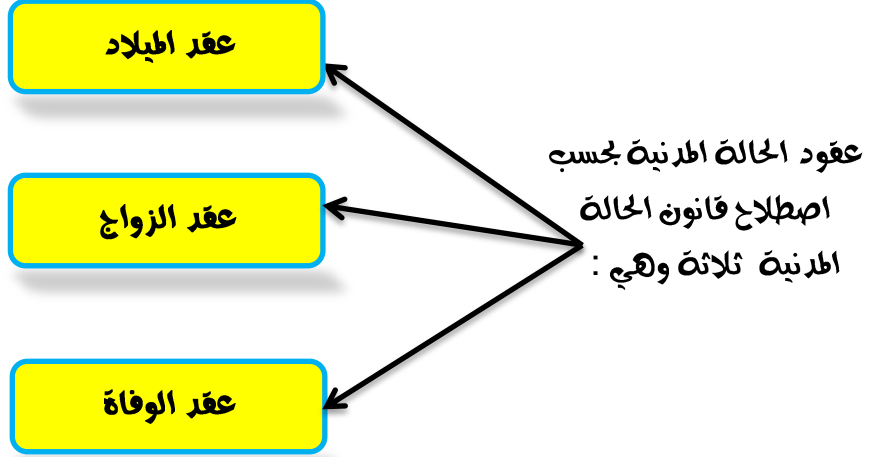 عقود الحالة المدنية بحسب
اصطلاح قانون الحالة
المدنية ثلاثة وهي :
عقد الميلاد
عقد الزواج
عقد الوفاة